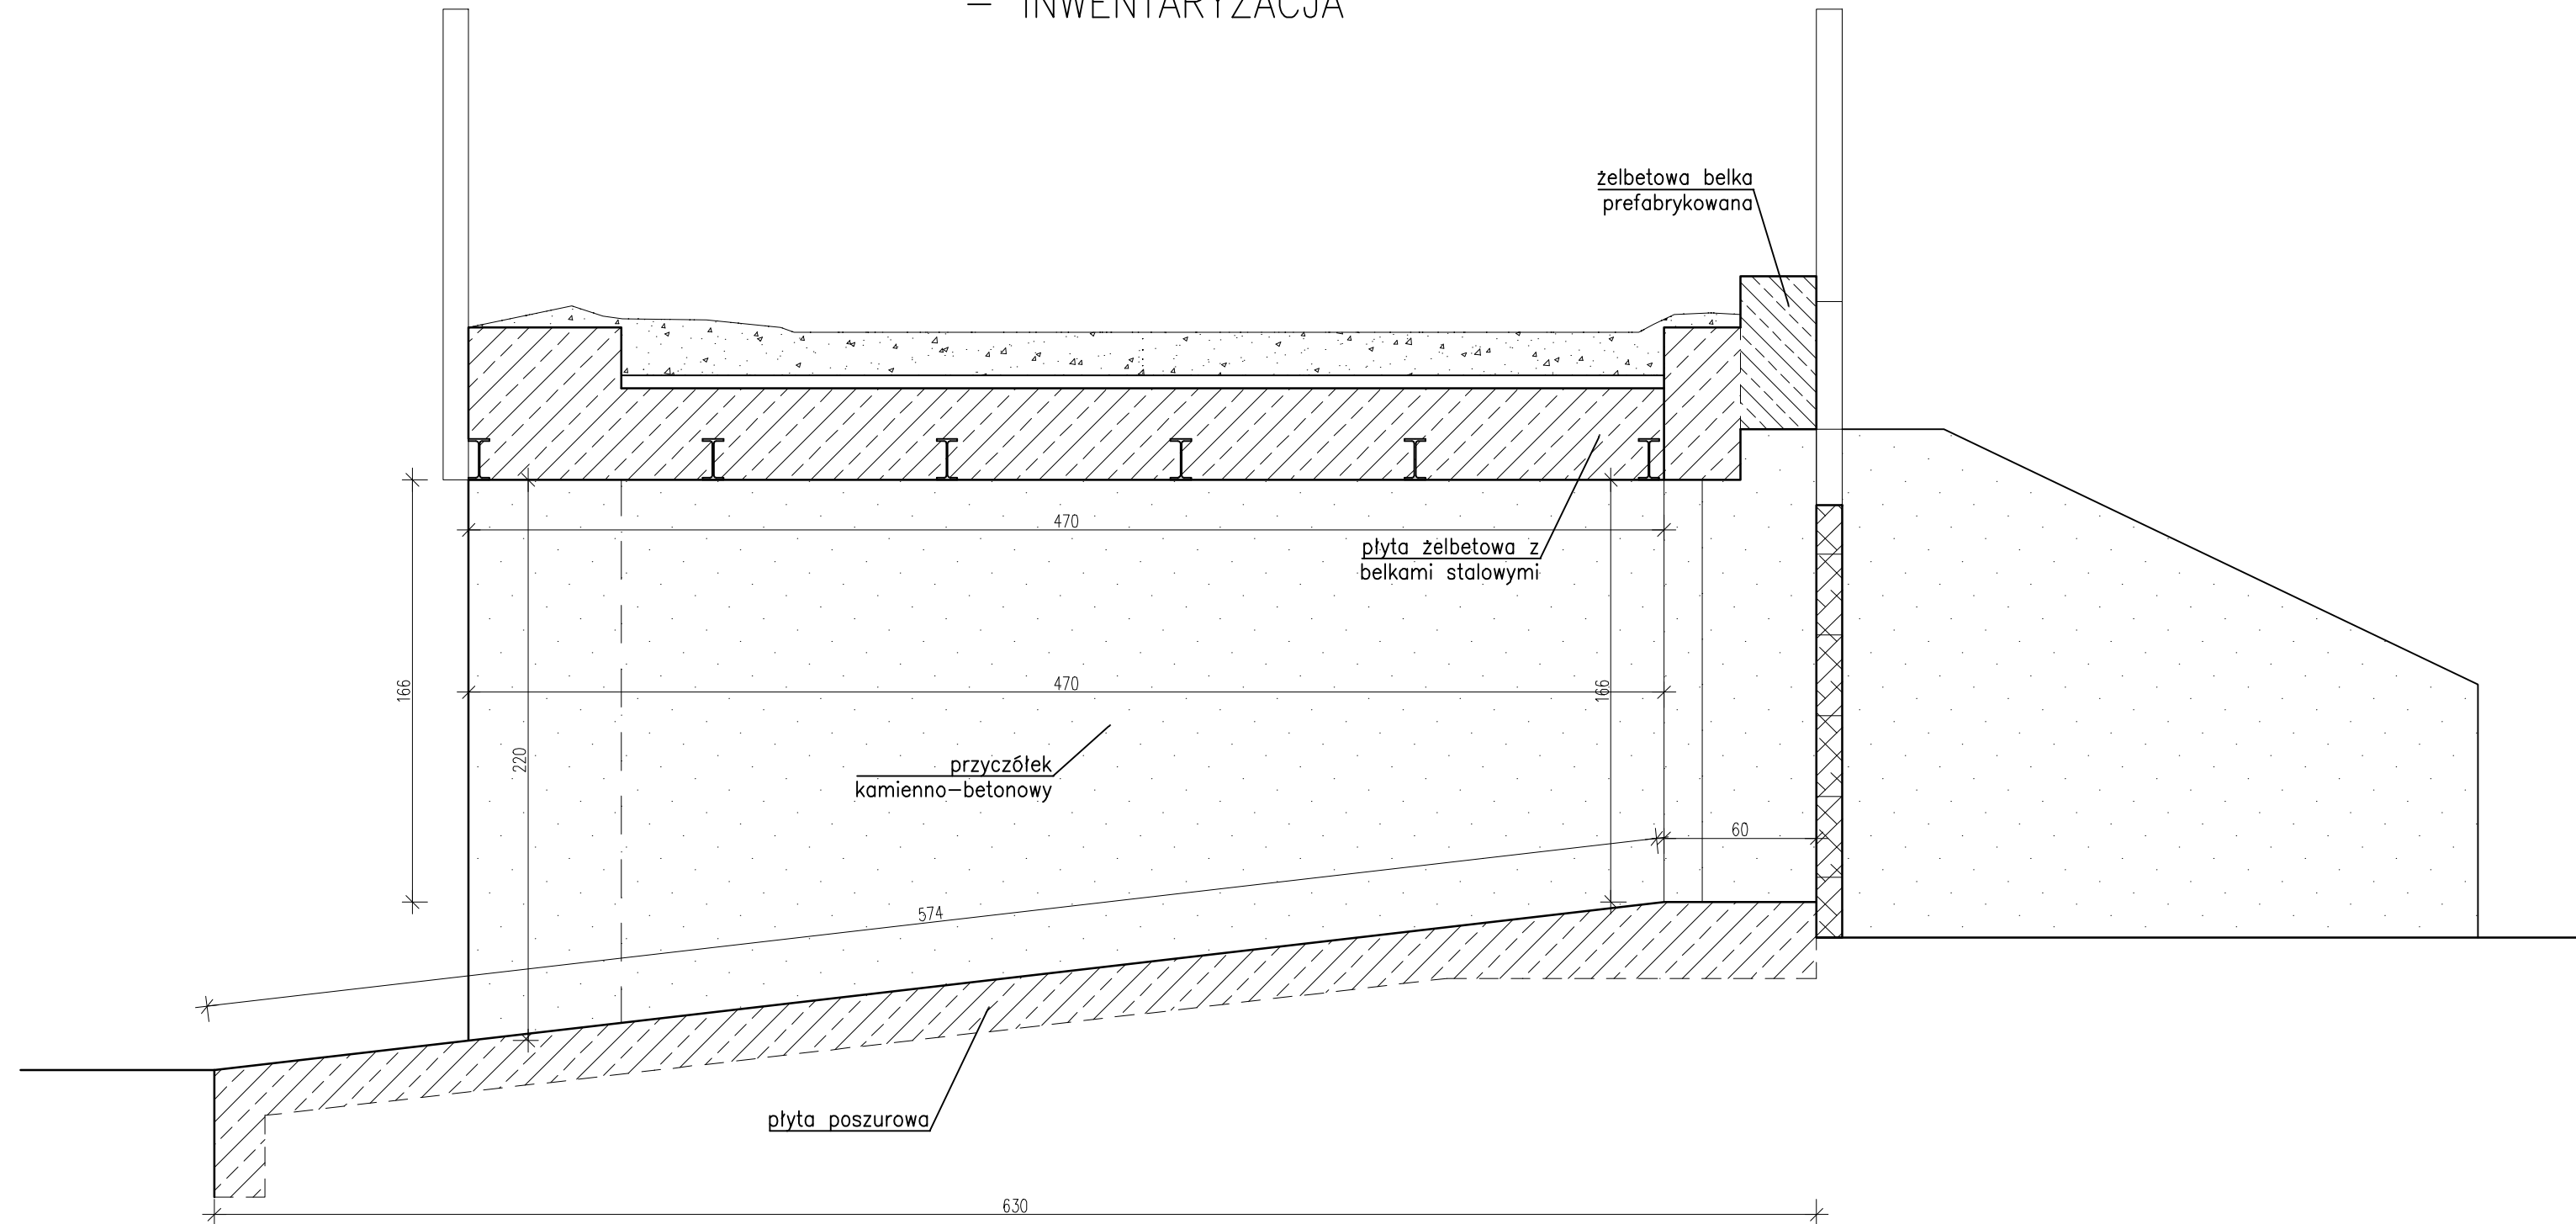 – INWENTARYZACJA
żelbetowa belka
prefabrykowana
470
płyta żelbetowa z
belkami stalowymi
470
166
166
220
przyczółek
kamienno-betonowy
60
574
płyta poszurowa
630